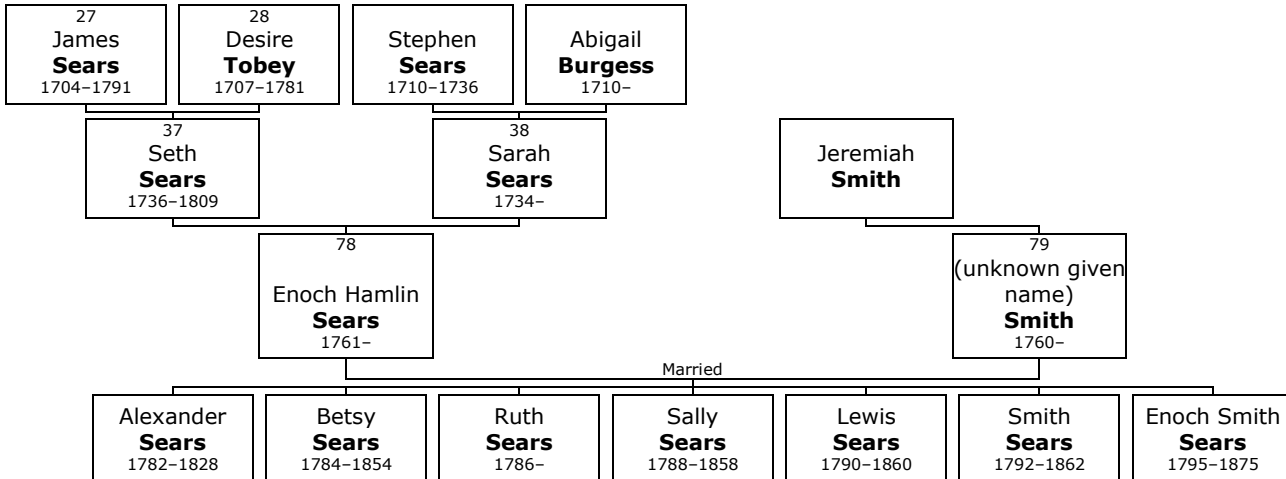 27
James
Sears
1704–1791
28
Desire
Tobey
1707–1781
Stephen
Sears
1710–1736
Abigail
Burgess
1710–
37
Seth
Sears
1736–1809
38
Sarah
Sears
1734–
Jeremiah
Smith
78
Enoch Hamlin
Sears
1761–
79
(unknown given
name)
Smith
1760–
Married
Alexander
Sears
1782–1828
Betsy
Sears
1784–1854
Ruth
Sears
1786–
Sally
Sears
1788–1858
Lewis
Sears
1790–1860
Smith
Sears
1792–1862
Enoch Smith
Sears
1795–1875